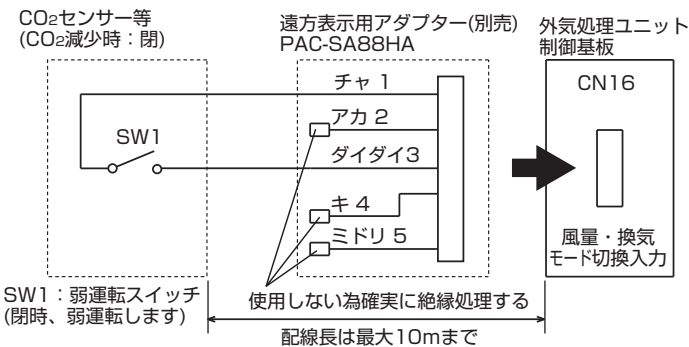 CO2センサー等
(CO2減少時：閉)
遠方表示用アダプター(別売)
PAC-SA88HA
外気処理ユニット
制御基板
チャ 1
CN16
アカ 2
SW1
ダイダイ3
キ 4
ミドリ 5
風量・換気
モード切換入力
SW1：弱運転スイッチ
(閉時、弱運転します)
使用しない為確実に絶縁処理する
配線長は最大10mまで